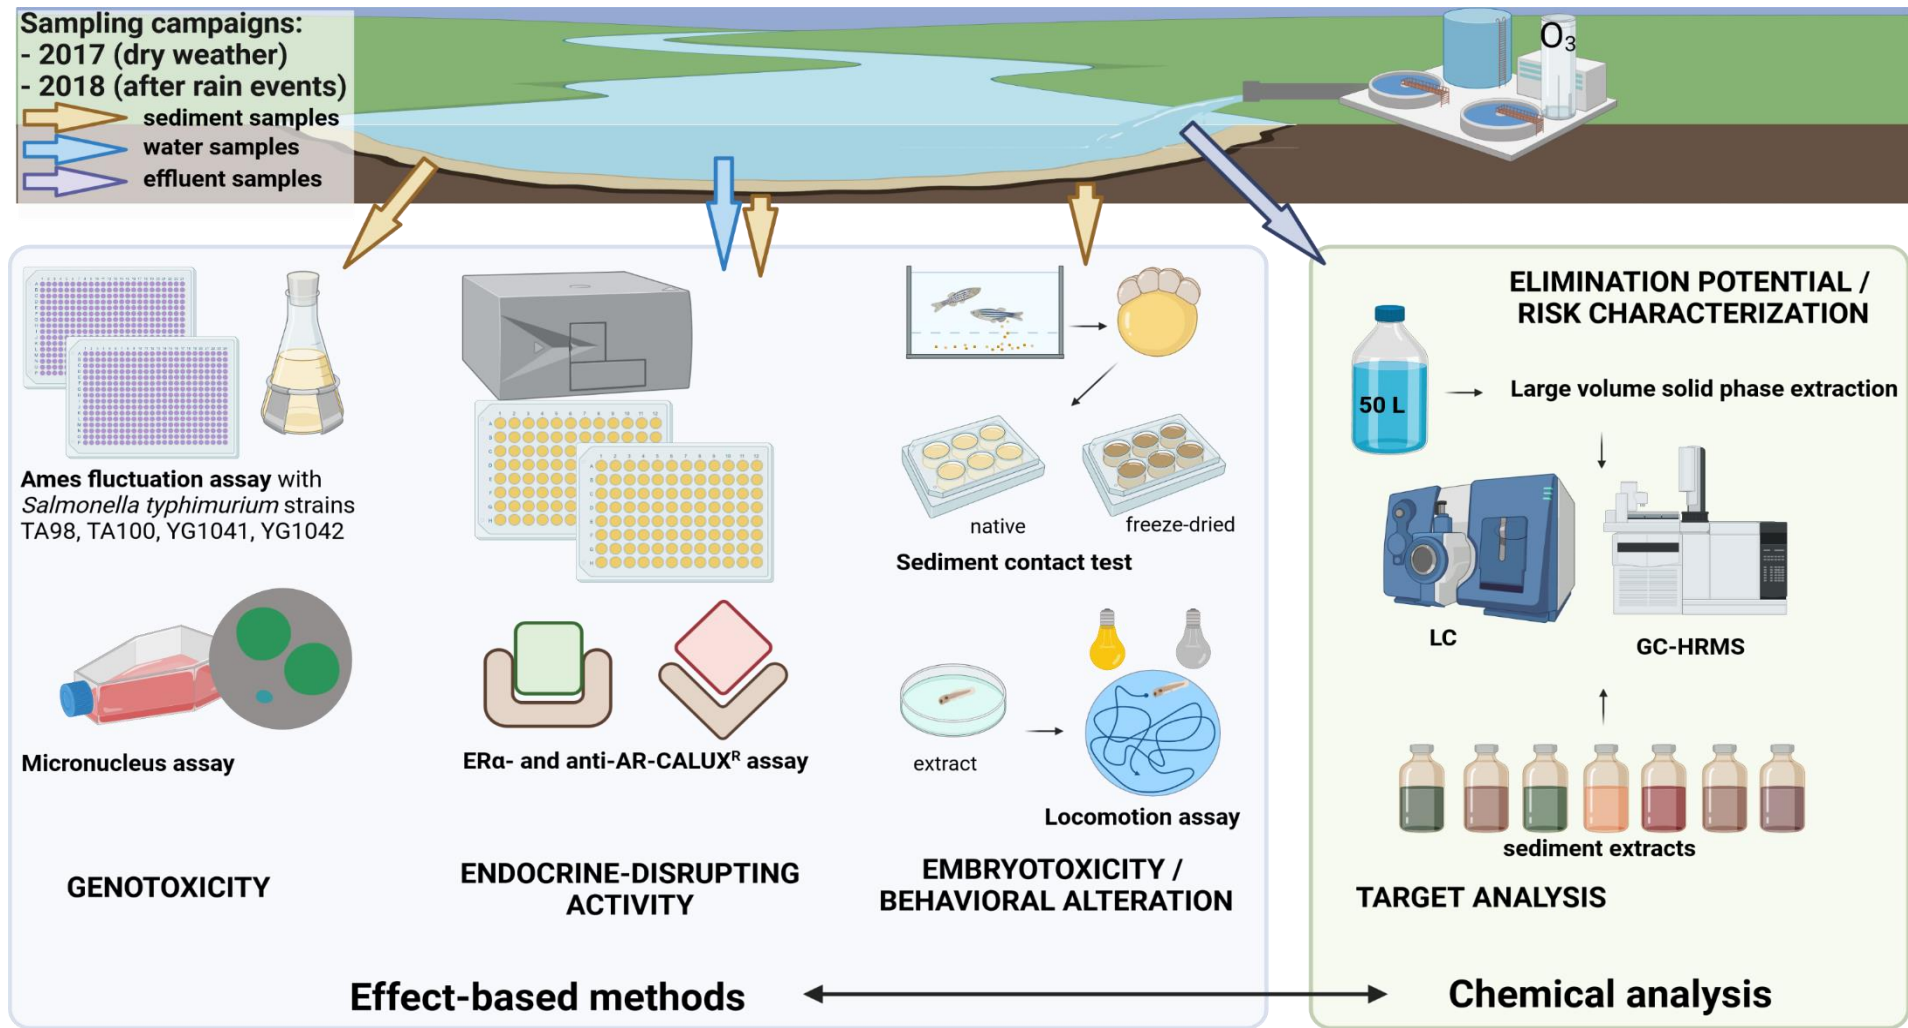 Sampling campaigns:
- 2017 (dry weather)
- 2018 (after rain events)
sediment samples
water samples
effluent samples
O₃
Ames fluctuation assay with
Salmonella typhimurium strains
TA98, TA100, YG1041, YG1042
Micronucleus assay
GENOTOXICITY
ERα- and anti-AR-CALUXᴿ assay
ENDOCRINE-DISRUPTING
ACTIVITY
native
freeze-dried
Sediment contact test
extract
Locomotion assay
EMBRYOTOXICITY /
BEHAVIORAL ALTERATION
Effect-based methods
ELIMINATION POTENTIAL /
RISK CHARACTERIZATION
50 L
Large volume solid phase extraction
LC
GC-HRMS
sediment extracts
TARGET ANALYSIS
Chemical analysis